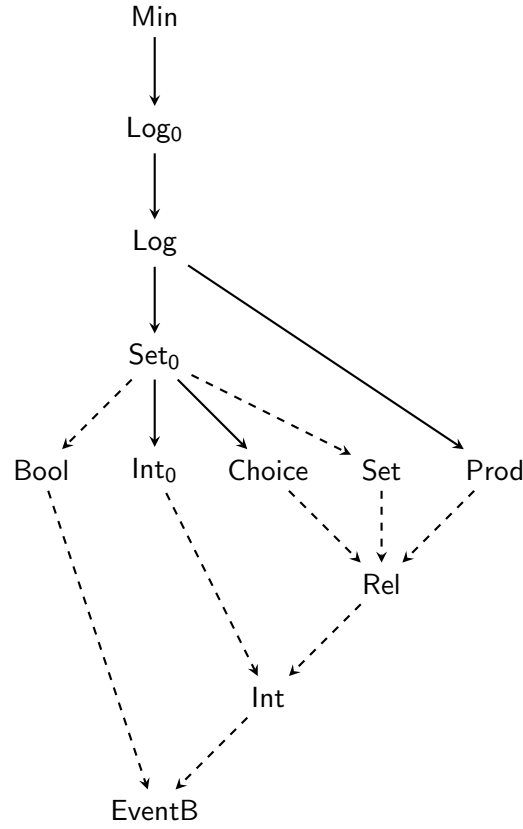 Min
Log₀
Log
Set₀
Bool Int₀ Choice Set Prod
Rel
Int
EventB